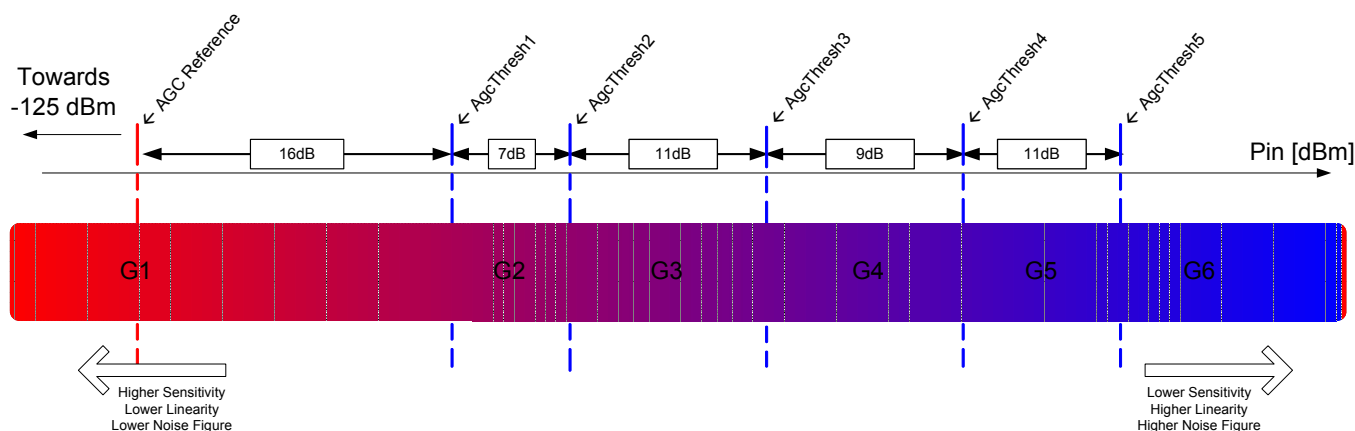 Towards
-125 dBm
← AGC Reference
← AgcThresh1
← AgcThresh2
← AgcThresh3
← AgcThresh4
← AgcThresh5
16dB
7dB
11dB
9dB
11dB
Pin [dBm]
G1
G2
G3
G4
G5
G6
Higher Sensitivity
Lower Linearity
Lower Noise Figure
Lower Sensitivity
Higher Linearity
Higher Noise Figure